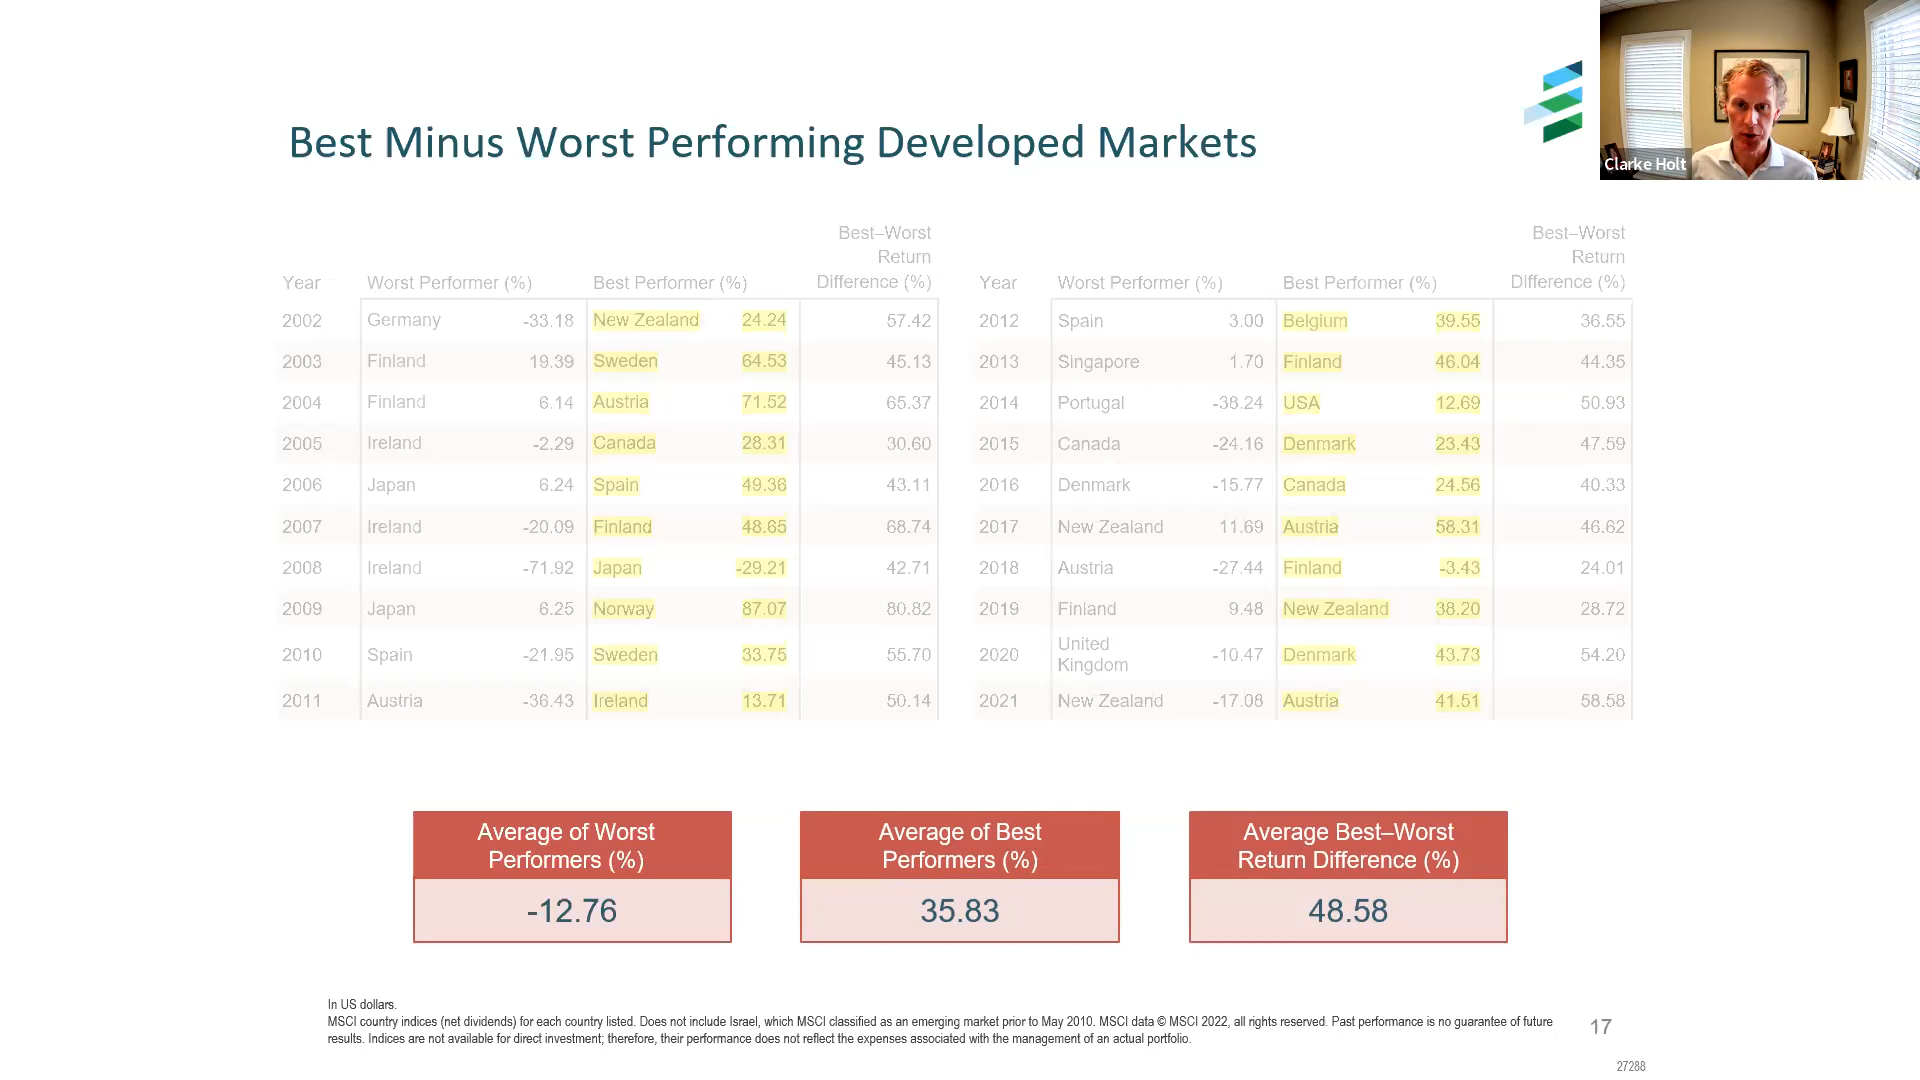 Clarke Holt
Best Minus Worst Performing Developed Markets
Year Worst Performer (%) Best Performer (%) Best–Worst Return Difference (%)
2002 Germany -33.18 New Zealand 24.24 57.42
2003 Finland 19.39 Sweden 64.53 45.13
2004 Finland 6.14 Austria 71.52 65.37
2005 Ireland -2.29 Canada 28.31 30.60
2006 Japan 6.24 Spain 49.36 43.11
2007 Ireland -20.09 Finland 48.65 68.74
2008 Ireland -71.92 Japan -29.21 42.71
2009 Japan 6.25 Norway 87.07 80.82
2010 Spain -21.95 Sweden 33.75 55.70
2011 Austria -36.43 Ireland 13.71 50.14
Year Worst Performer (%) Best Performer (%) Best–Worst Return Difference (%)
2012 Spain 3.00 Belgium 39.55 36.55
2013 Singapore 1.70 Finland 46.04 44.35
2014 Portugal -38.24 USA 12.69 50.93
2015 Canada -24.16 Denmark 23.43 47.59
2016 Denmark -15.77 Canada 24.56 40.33
2017 New Zealand 11.69 Austria 58.31 46.62
2018 Austria -27.44 Finland -3.43 24.01
2019 Finland 9.48 New Zealand 38.20 28.72
2020 United Kingdom -10.47 Denmark 43.73 54.20
2021 New Zealand -17.08 Austria 41.51 58.58
Average of Worst
Performers (%)
-12.76
Average of Best
Performers (%)
35.83
Average Best–Worst
Return Difference (%)
48.58
In US dollars.
MSCI country indices (net dividends) for each country listed. Does not include Israel, which MSCI classified as an emerging market prior to May 2010. MSCI data © MSCI 2022, all rights reserved. Past performance is no guarantee of future
results. Indices are not available for direct investment; therefore, their performance does not reflect the expenses associated with the management of an actual portfolio.
17
27288